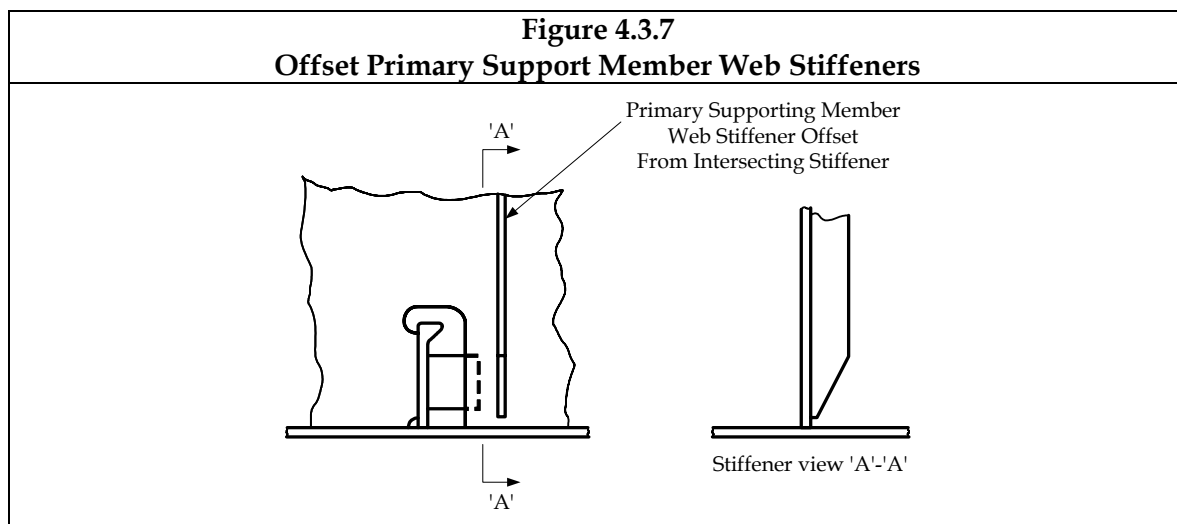 Figure 4.3.7
Offset Primary Support Member Web Stiffeners
'A'
Primary Supporting Member
Web Stiffener Offset
From Intersecting Stiffener
Stiffener view 'A'-'A'
'A'